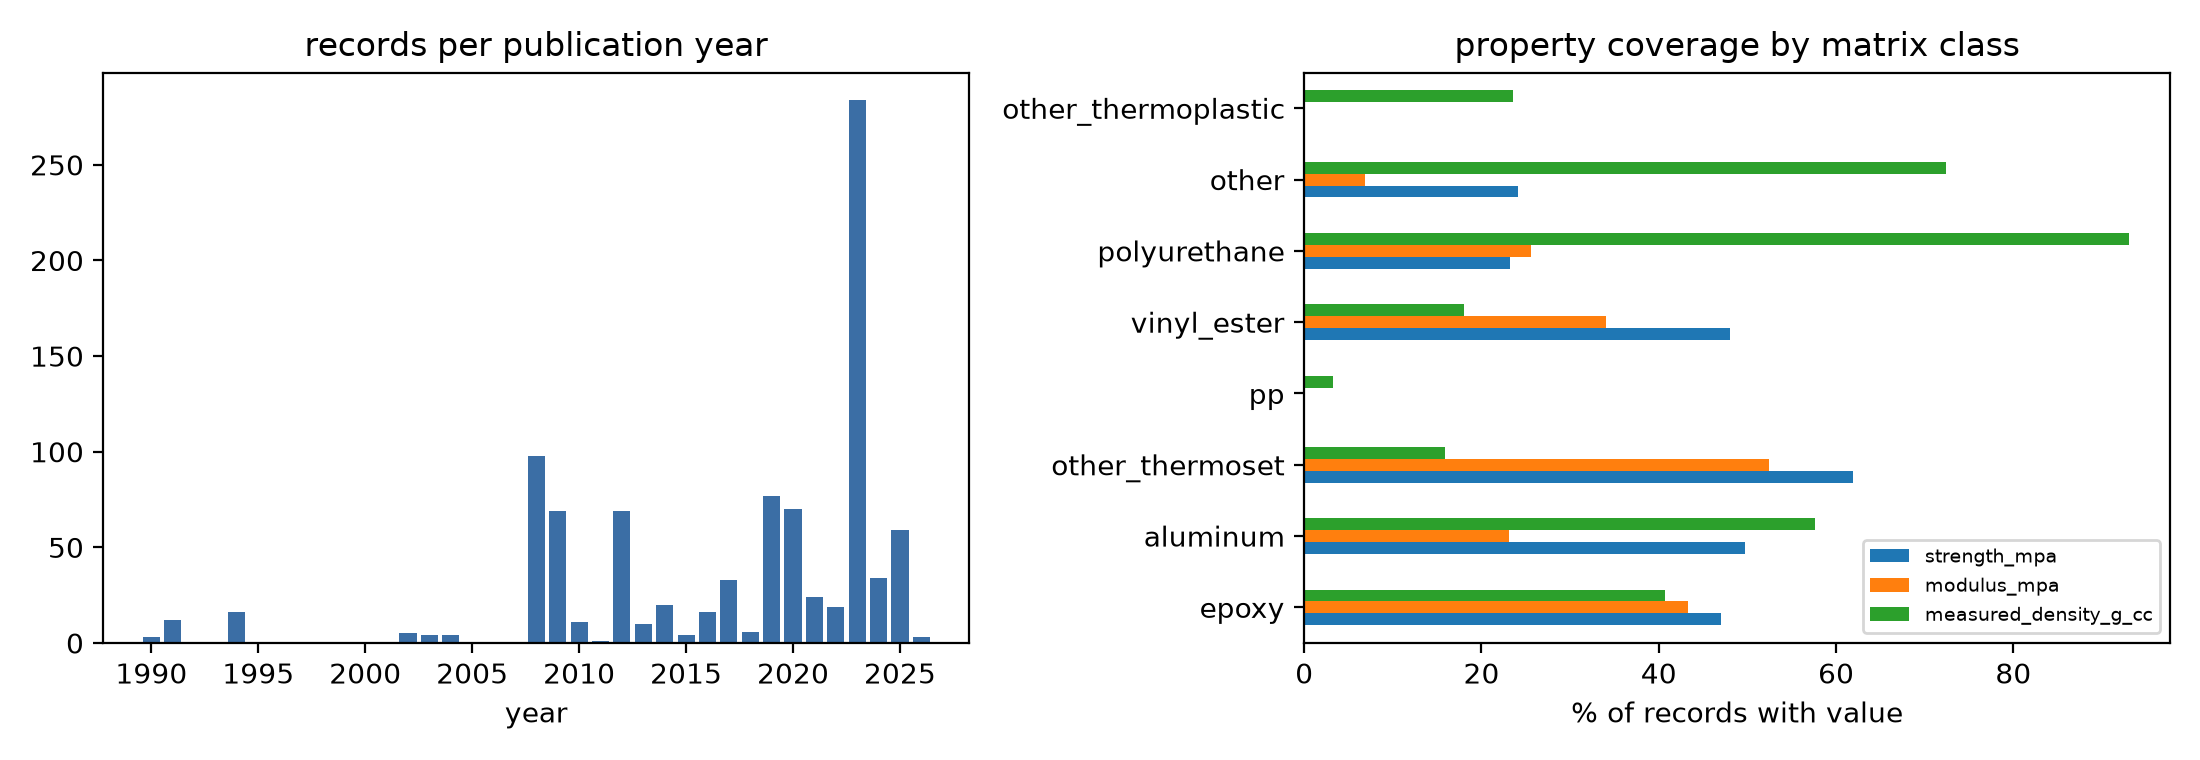 records per publication year
250
200
150
100
50
0
1990 1995 2000 2005 2010 2015 2020 2025
year
property coverage by matrix class
other_thermoplastic
other
polyurethane
vinyl_ester
pp
other_thermoset
aluminum
epoxy
strength_mpa
modulus_mpa
measured_density_g_cc
0 20 40 60 80
% of records with value